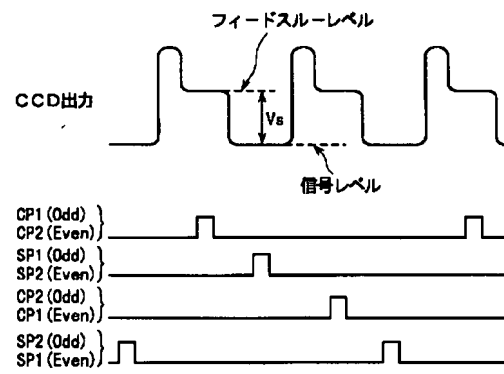 フィードスルーレベル
CCD出力
Vs
信号レベル
CP1(Odd)
CP2(Even)
SP1(Odd)
SP2(Even)
CP2(Odd)
CP1(Even)
SP2(Odd)
SP1(Even)